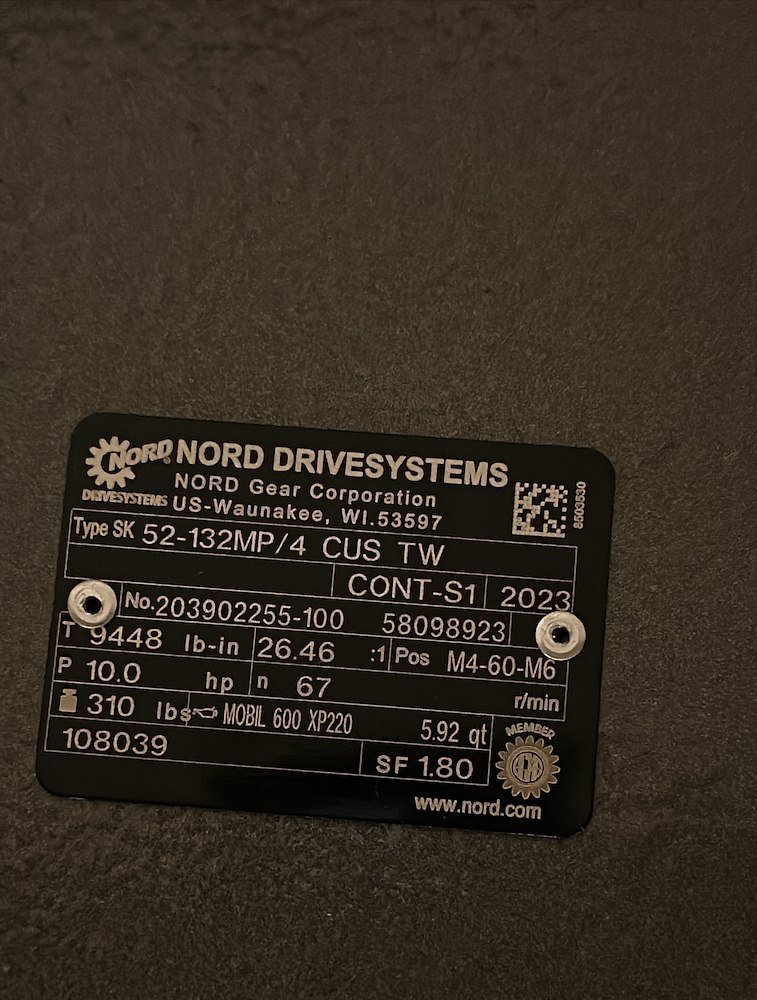 NORD DRIVESYSTEMS
NORD DRIVESYSTEMS
NORD Gear Corporation
US-Waunakee, WI.53597
8503530
Type SK 52-132MP/4 CUS TW
CONT-S1 2023
No. 203902255-100 58098923
T 9448 lb-in 26.46 :1 Pos M4-60-M6
P 10.0 hp n 67 r/min
310 lbs MOBIL 600 XP220 5.92 qt
MEMBER
108039 SF 1.80
www.nord.com